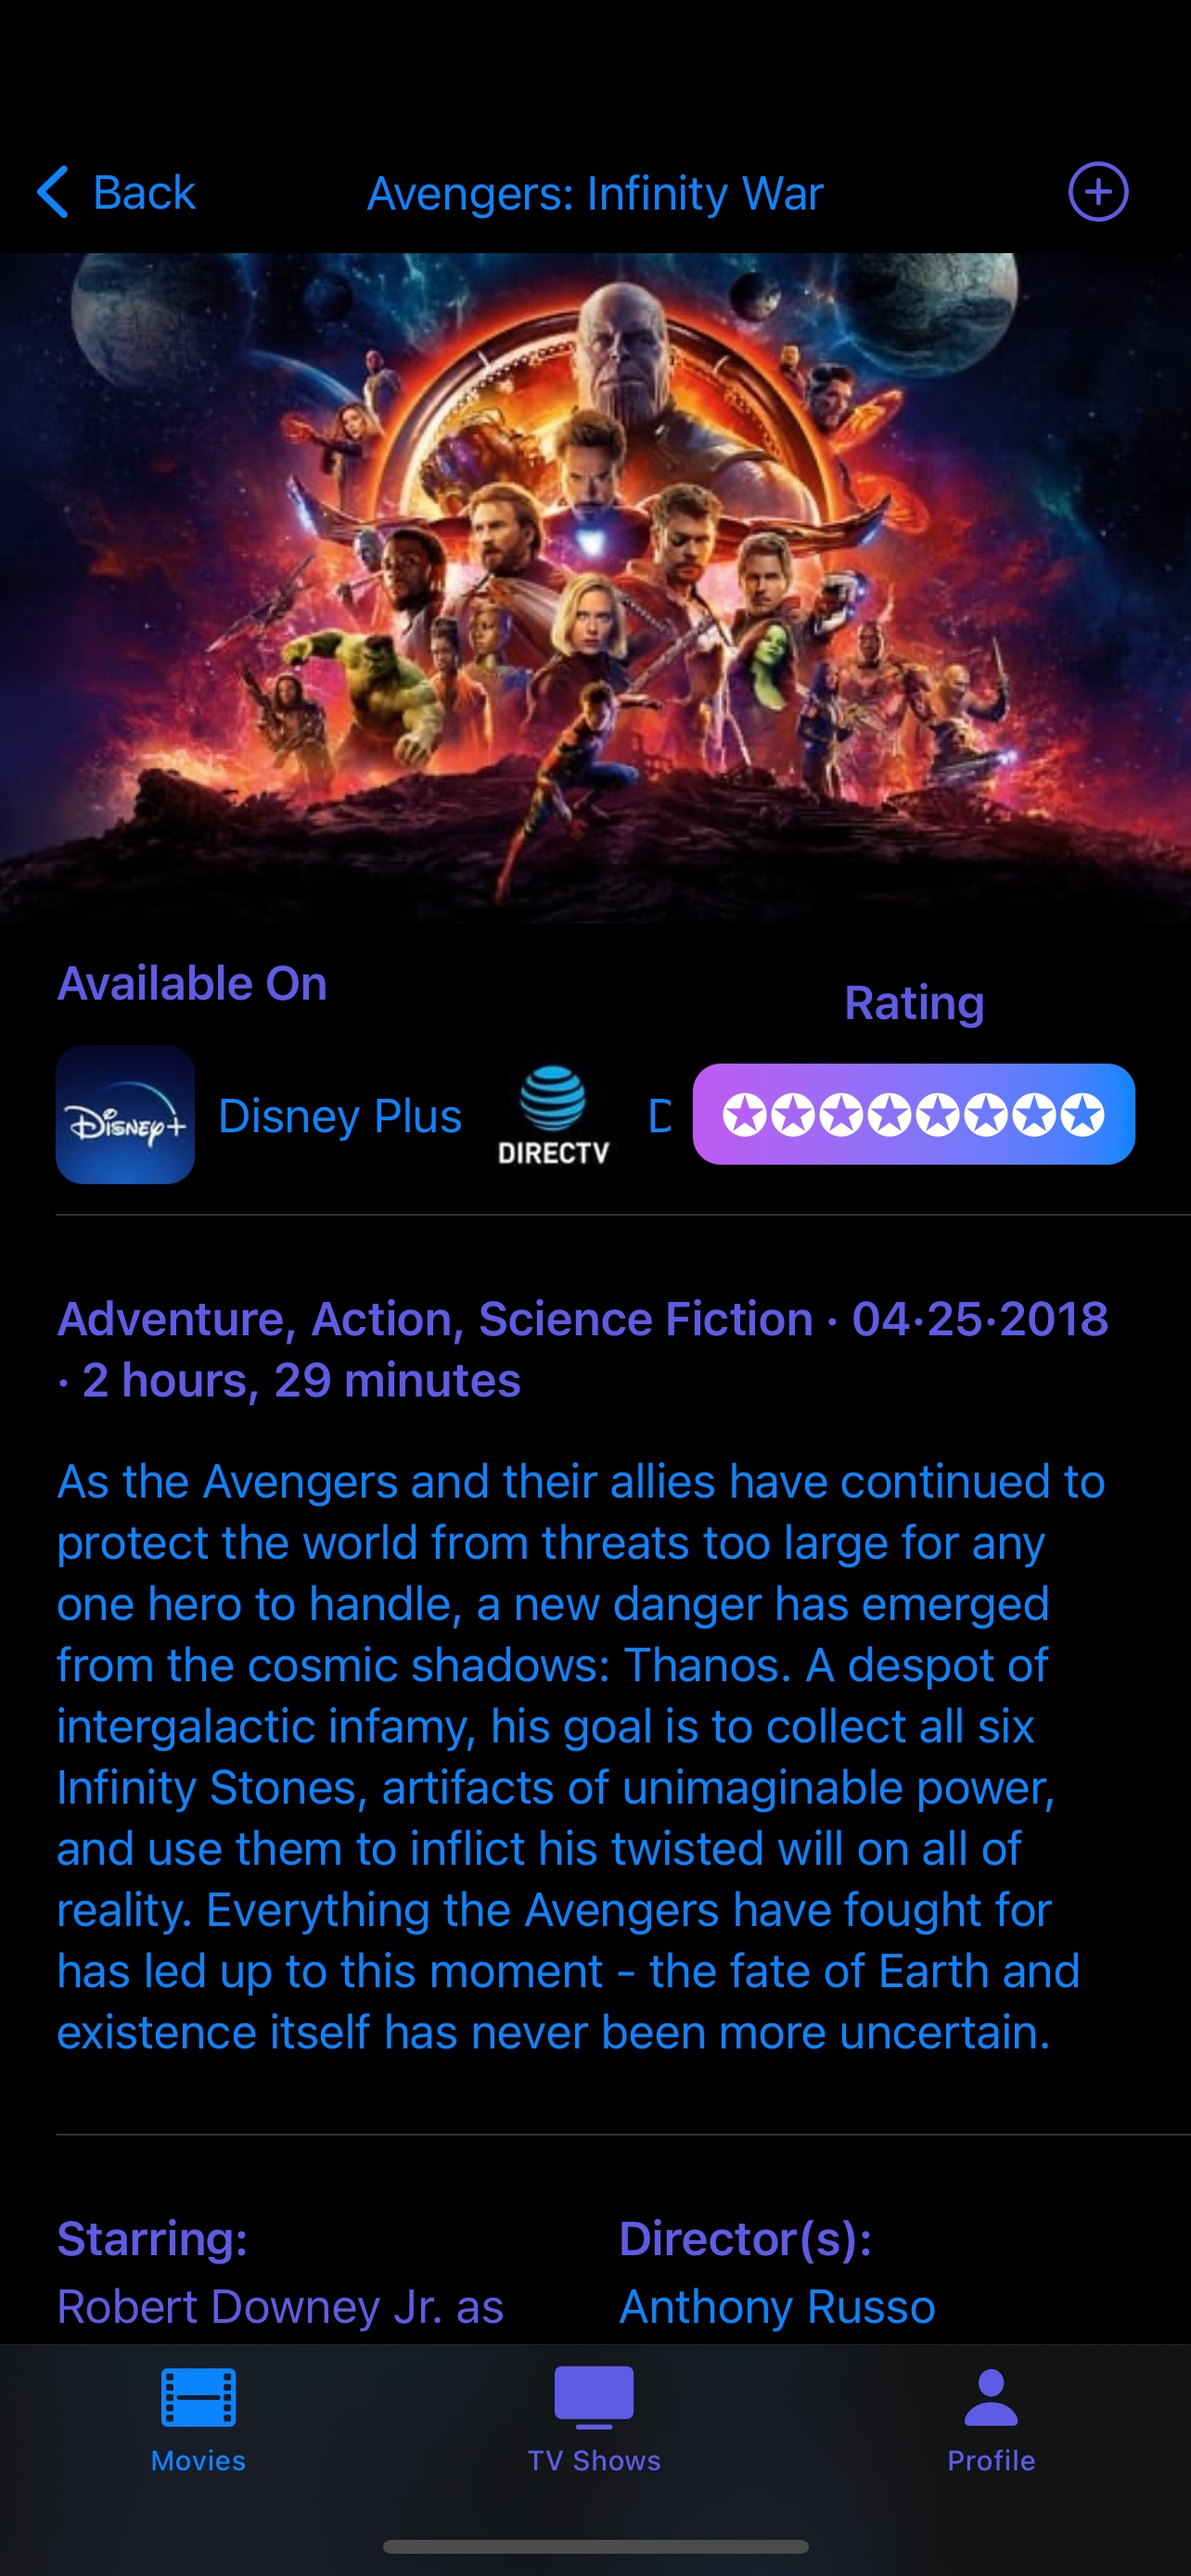 Back
Avengers: Infinity War
Available On
Rating
Disney+
Disney Plus
DIRECTV
D
Adventure, Action, Science Fiction · 04·25·2018
· 2 hours, 29 minutes
As the Avengers and their allies have continued to
protect the world from threats too large for any
one hero to handle, a new danger has emerged
from the cosmic shadows: Thanos. A despot of
intergalactic infamy, his goal is to collect all six
Infinity Stones, artifacts of unimaginable power,
and use them to inflict his twisted will on all of
reality. Everything the Avengers have fought for
has led up to this moment - the fate of Earth and
existence itself has never been more uncertain.
Starring:
Robert Downey Jr. as
Director(s):
Anthony Russo
Movies
TV Shows
Profile